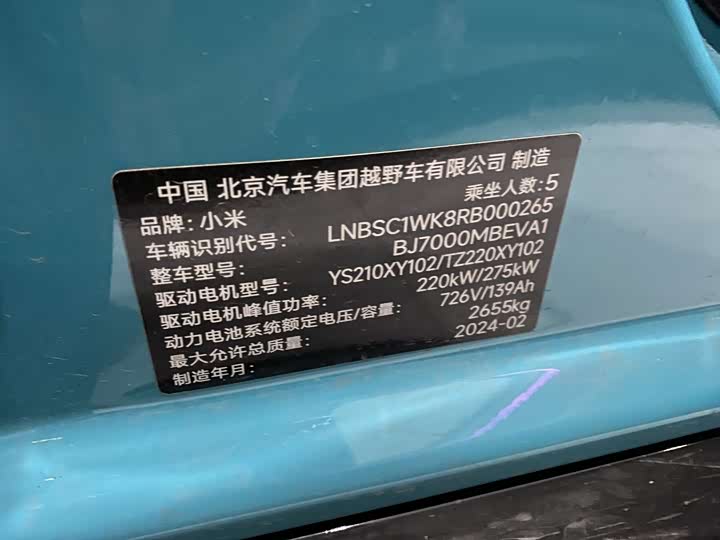 中国 北京汽车集团越野车有限公司 制造
品牌: 小米 乘坐人数: 5
车辆识别代号: LNBSC1WK8RB000265
整车型号: BJ7000MBEVA1
驱动电机型号: YS210XY102/TZ220XY102
驱动电机峰值功率: 220kW/275kW
动力电池系统额定电压/容量: 726V/139Ah
最大允许总质量: 2655kg
制造年月: 2024-02